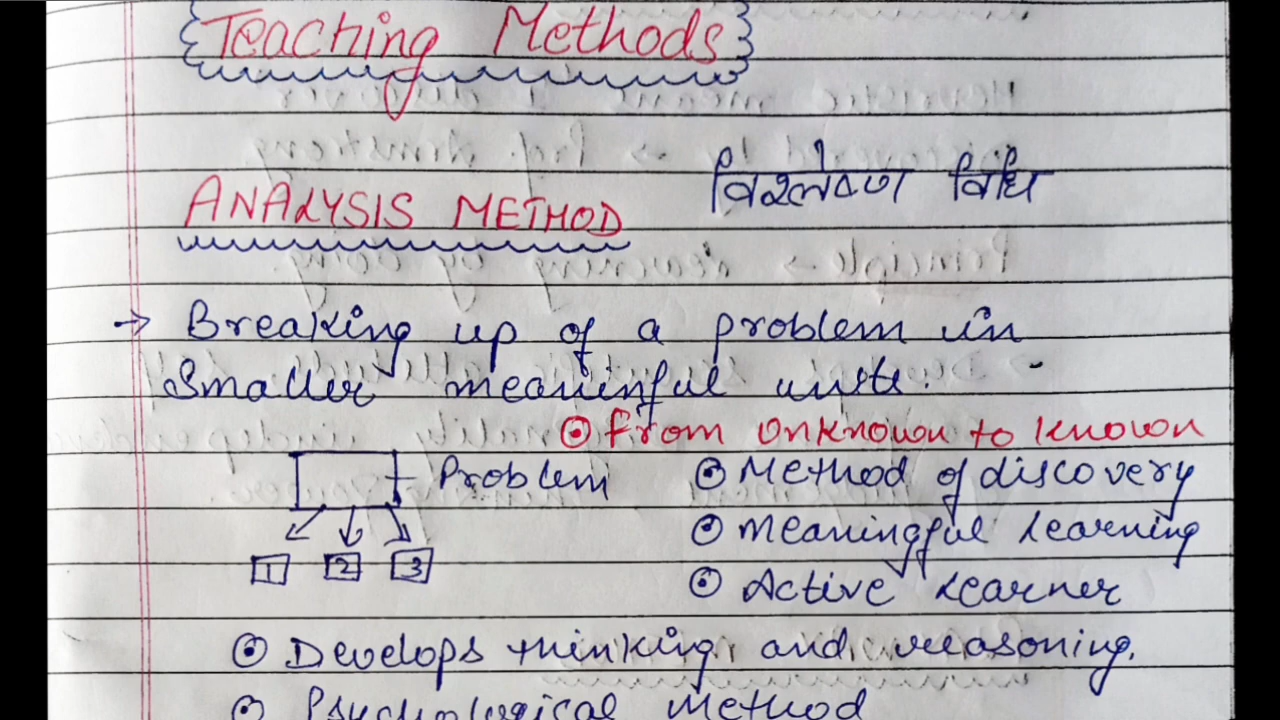 Teaching Methods
ANALYSIS METHOD विश्लेषण विधि
→ Breaking up of a problem in
Smaller meaningful units.
⊙ From Unknown to known
Problem ⊙ Method of discovery
⊙ Meaningful Learning
1 2 3
⊙ Active Learner
⊙ Develops thinking and reasoning.
⊙ Psychological Method